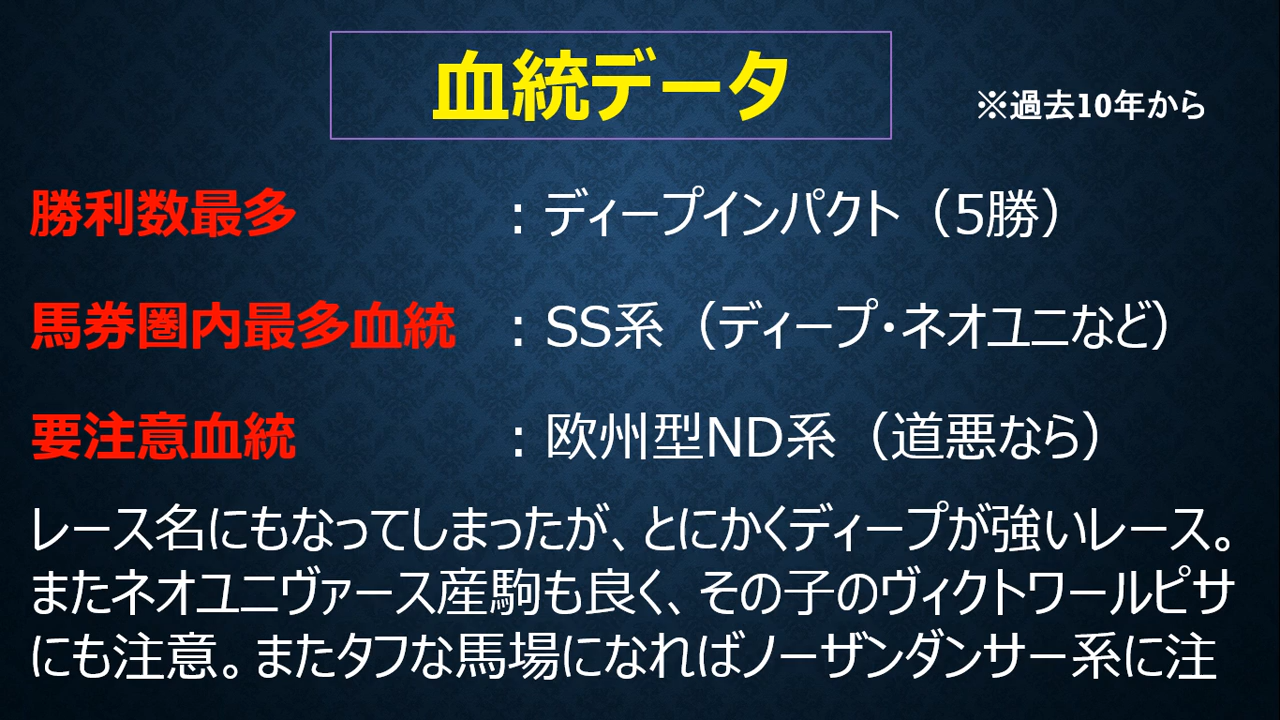 血統データ
※過去10年から
勝利数最多 ：ディープインパクト（5勝）
馬券圏内最多血統 ：SS系（ディープ・ネオユニなど）
要注意血統 ：欧州型ND系（道悪なら）
レース名にもなってしまったが、とにかくディープが強いレース。
またネオユニヴァース産駒も良く、その子のヴィクトワールピサ
にも注意。またタフな馬場になればノーザンダンサー系に注